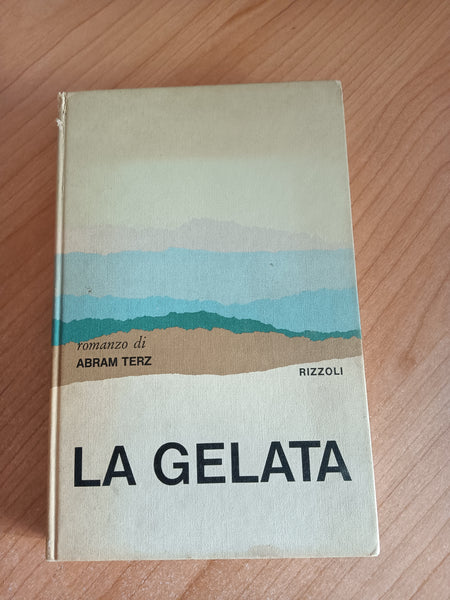 romanzo di
ABRAM TERZ
RIZZOLI
LA GELATA